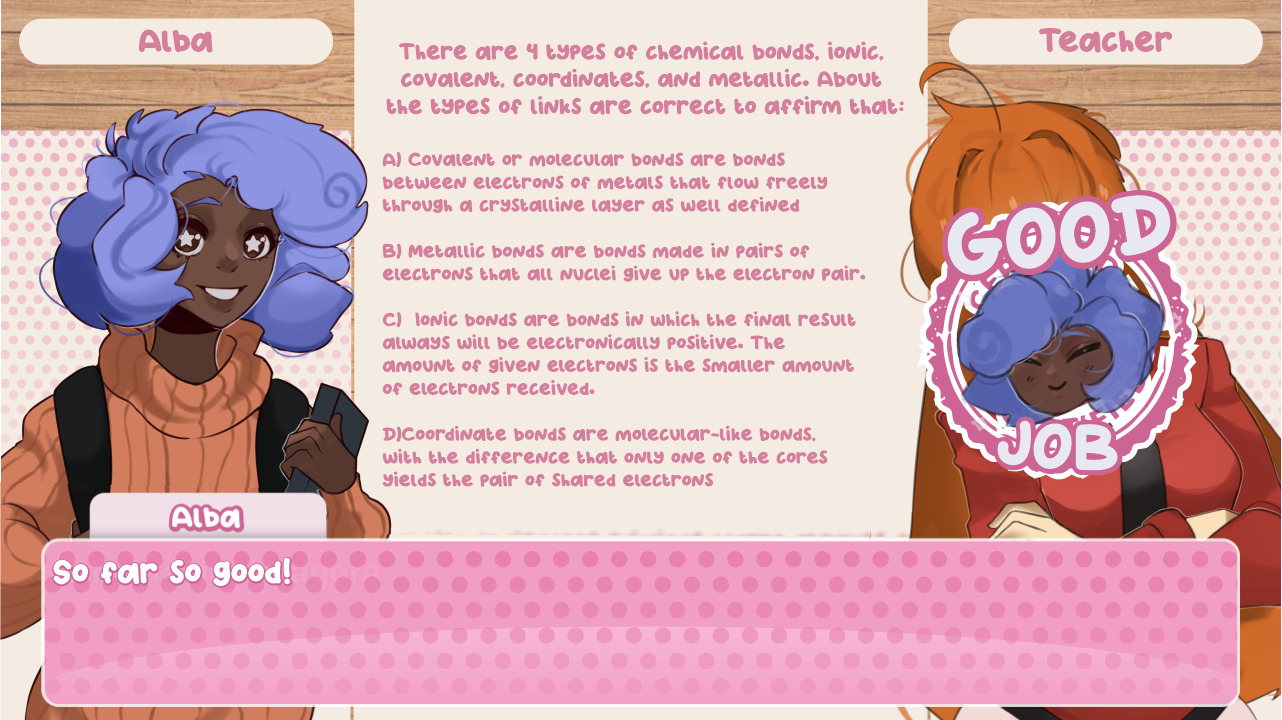 Alba
Teacher
There are 4 types of chemical bonds, ionic,
covalent, coordinates, and metallic. About
the types of links are correct to affirm that:
A) Covalent or molecular bonds are bonds
between electrons of metals that flow freely
through a crystalline layer as well defined
B) Metallic bonds are bonds made in pairs of
electrons that all nuclei give up the electron pair.
C) Ionic bonds are bonds in which the final result
always will be electronically positive. The
amount of given electrons is the smaller amount
of electrons received.
D)Coordinate bonds are molecular-like bonds,
with the difference that only one of the cores
yields the pair of shared electrons
GOOD
JOB
Alba
So far so good!